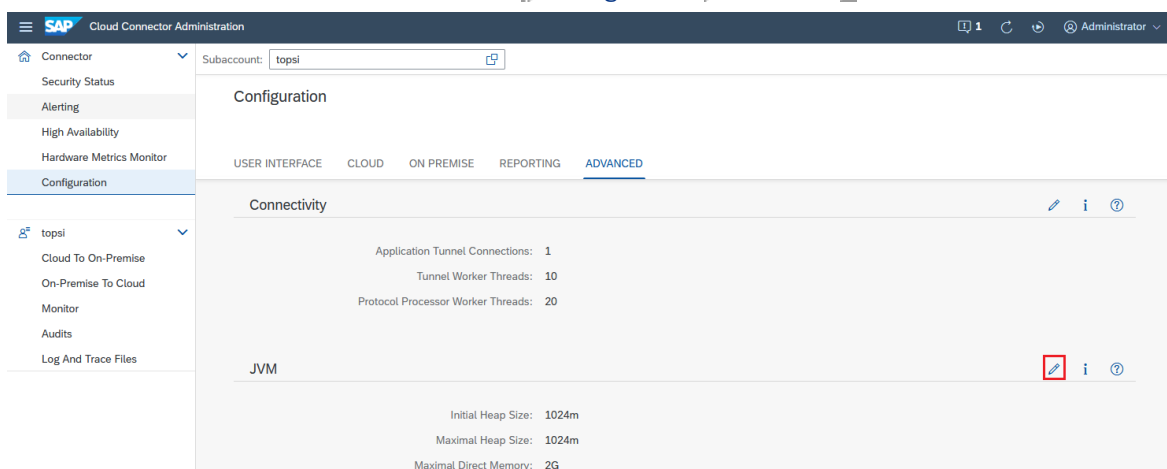 SAP Cloud Connector Administration 1 Administrator
Connector
Subaccount: topsi
Security Status
Configuration
Alerting
High Availability
Hardware Metrics Monitor
USER INTERFACE CLOUD ON PREMISE REPORTING ADVANCED
Configuration
Connectivity i ?
topsi
Application Tunnel Connections: 1
Cloud To On-Premise
Tunnel Worker Threads: 10
On-Premise To Cloud
Protocol Processor Worker Threads: 20
Monitor
Audits
Log And Trace Files
JVM i ?
Initial Heap Size: 1024m
Maximal Heap Size: 1024m
Maximal Direct Memory: 2G